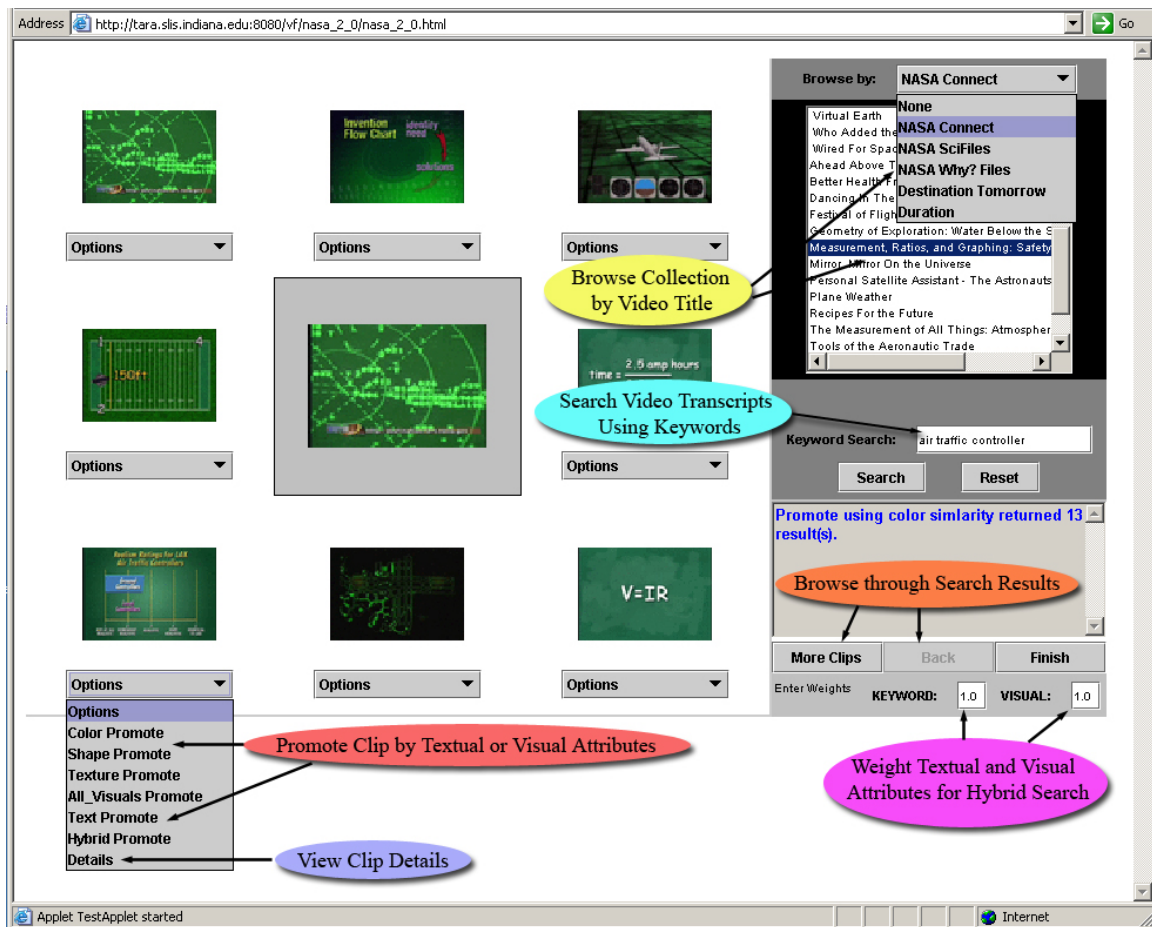 Address http://tara.slis.indiana.edu:8080/vf/nasa_2_0/nasa_2_0.html Go
Invention
Flow Chart
identify
need
solutions
Options
Options
Options
1
4
150ft
2
Options
2.5 amp hours
time =
Options
V=IR
Options
Options
Options
Options
Color Promote
Shape Promote
Texture Promote
All_Visuals Promote
Text Promote
Hybrid Promote
Details
Browse by: NASA Connect
None
NASA Connect
NASA SciFiles
NASA Why? Files
Destination Tomorrow
Duration
Virtual Earth
Who Added the
Wired For Spac
Ahead Above T
Better Health Fr
Dancing In The
Festival of Fligh
Geometry of Exploration: Water Below the S
Measurement, Ratios, and Graphing: Safety
Mirror, Mirror On the Universe
Personal Satellite Assistant - The Astronauts
Plane Weather
Recipes For the Future
The Measurement of All Things: Atmospher
Tools of the Aeronautic Trade
Browse Collection
by Video Title
Search Video Transcripts
Using Keywords
Keyword Search: air traffic controller
Search Reset
Promote using color simlarity returned 13
result(s).
Browse through Search Results
More Clips Back Finish
Enter Weights KEYWORD: 1.0 VISUAL: 1.0
Promote Clip by Textual or Visual Attributes
Weight Textual and Visual
Attributes for Hybrid Search
View Clip Details
Applet TestApplet started Internet